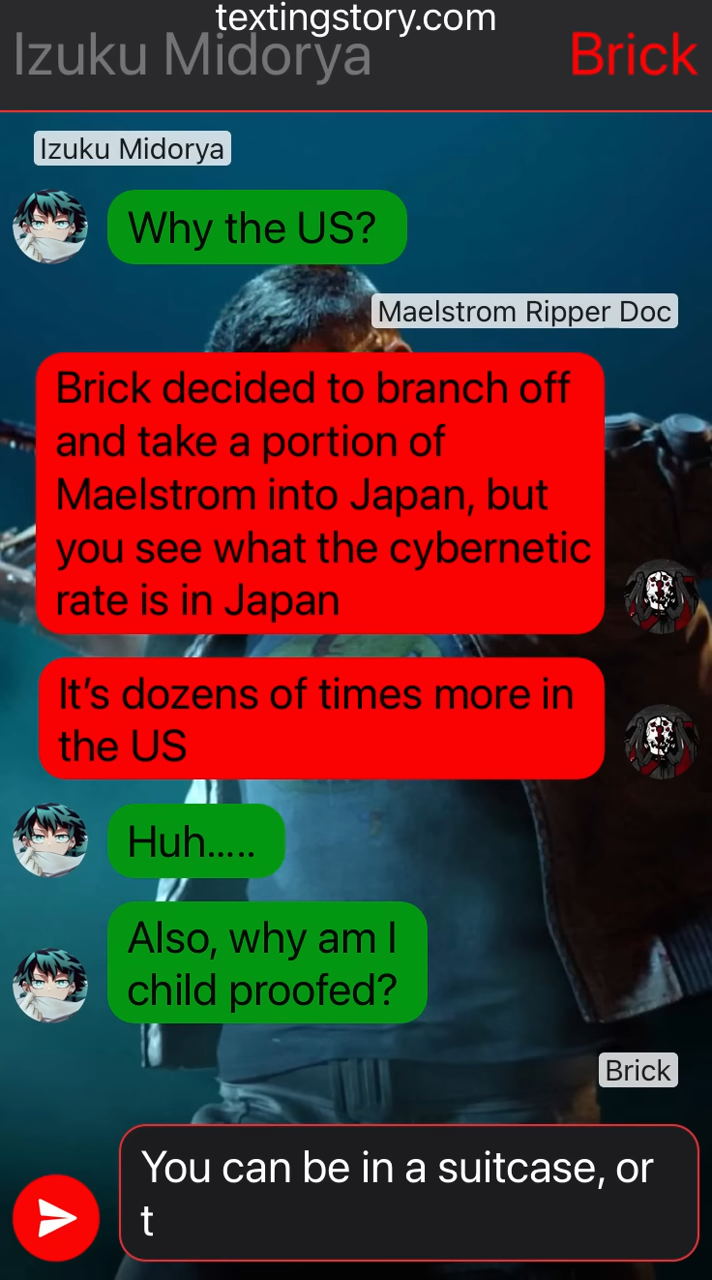 textingstory.com
Izuku Midorya
Brick
Izuku Midorya
Why the US?
Maelstrom Ripper Doc
Brick decided to branch off
and take a portion of
Maelstrom into Japan, but
you see what the cybernetic
rate is in Japan
It’s dozens of times more in
the US
Huh.....
Also, why am I
child proofed?
Brick
You can be in a suitcase, or
t